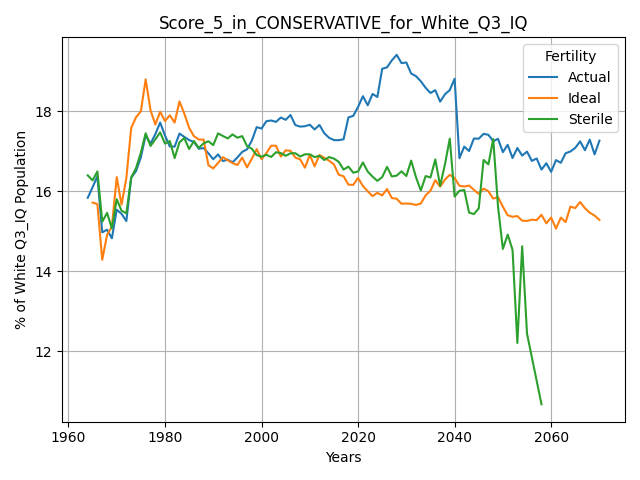 Score_5_in_CONSERVATIVE_for_White_Q3_IQ
Fertility
Actual
Ideal
Sterile
% of White Q3_IQ Population
18
16
14
12
1960 1980 2000 2020 2040 2060
Years